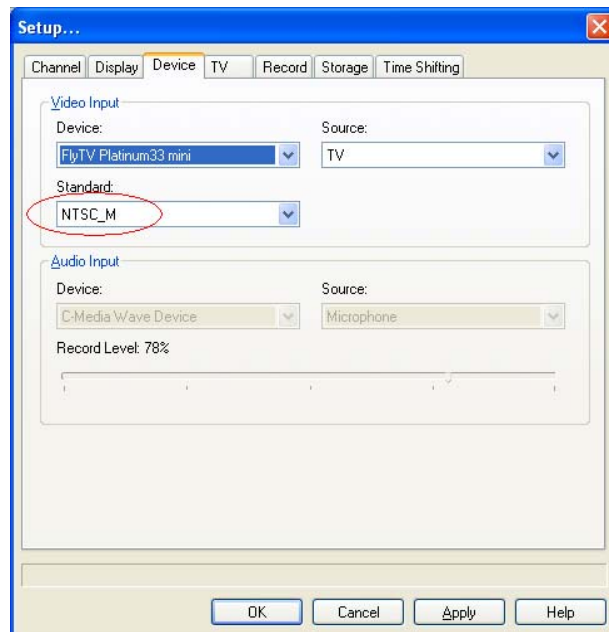 Setup...
Channel Display Device TV Record Storage Time Shifting
Video Input
Device: Source:
FlyTV Platinum33 mini TV
Standard:
NTSC_M
Audio Input
Device: Source:
C-Media Wave Device Microphone
Record Level: 78%
OK Cancel Apply Help